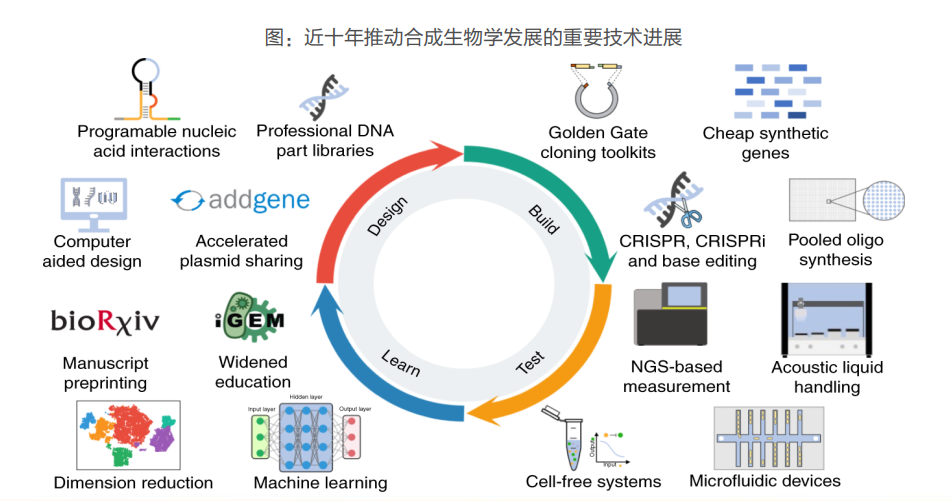 图：近十年推动合成生物学发展的重要技术进展
Programable nucleic
acid interactions
Professional DNA
part libraries
Golden Gate
cloning toolkits
Cheap synthetic
genes
Design
Build
Test
Learn
addgene
Computer
aided design
Accelerated
plasmid sharing
CRISPR, CRISPRi
and base editing
Pooled oligo
synthesis
bioRxiv
iGEM
Manuscript
preprinting
Widened
education
NGS-based
measurement
Acoustic liquid
handling
Hidden layer
Input layer
Output layer
Output
Input
Dimension reduction
Machine learning
Cell-free systems
Microfluidic devices